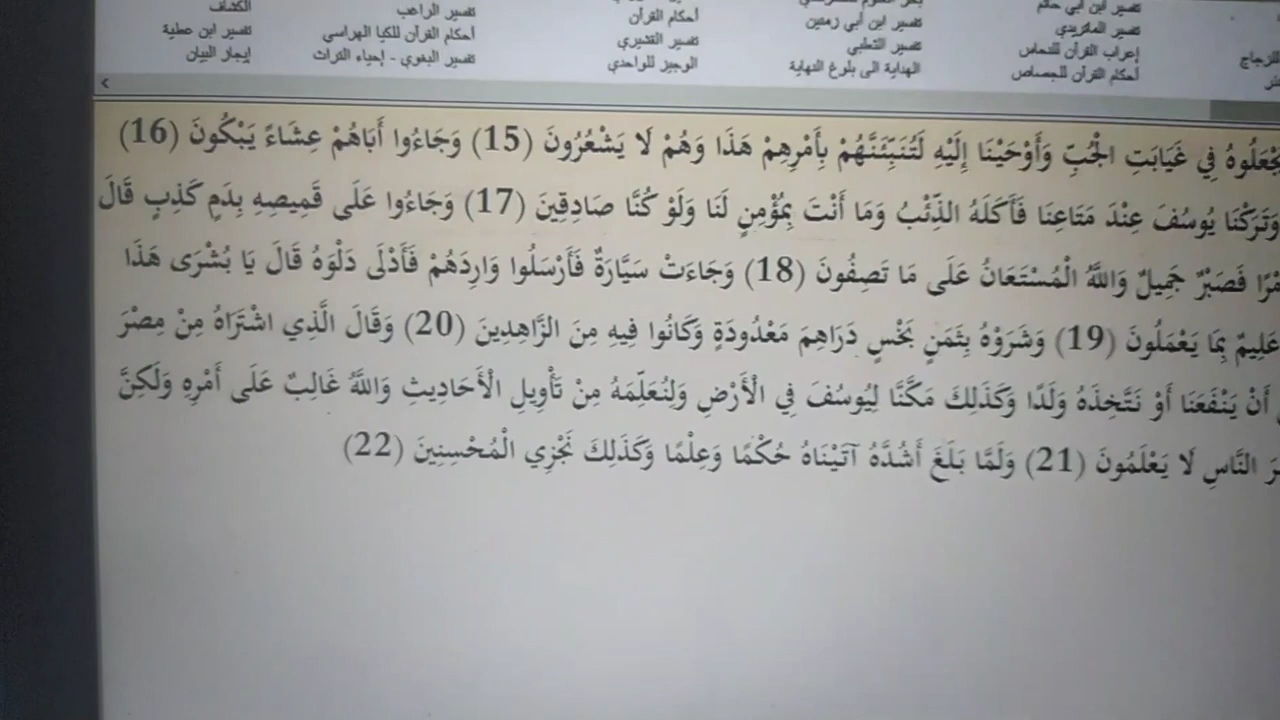 تفسير ابن أبي حاتم
تفسير الراغب
الكشاف
تفسير الماتريدي
تفسير ابن أبي زمنين
أحكام القرآن
أحكام القرآن للكيا الهراسي
تفسير ابن عطية
للزجاج
إعراب القرآن للنحاس
تفسير الثعلبي
تفسير القشيري
تفسير البغوي - إحياء التراث
إيجاز البيان
أحكام القرآن للجصاص
الهداية الى بلوغ النهاية
الوجيز للواحدي
يَجْعَلُوهُ فِي غَيَابَتِ الْجُبِّ وَأَوْحَيْنَا إِلَيْهِ لَتُنَبِّئَنَّهُمْ بِأَمْرِهِمْ هَذَا وَهُمْ لَا يَشْعُرُونَ (15) وَجَاءُوا أَبَاهُمْ عِشَاءً يَبْكُونَ (16)
وَتَرَكْنَا يُوسُفَ عِنْدَ مَتَاعِنَا فَأَكَلَهُ الذِّئْبُ وَمَا أَنْتَ بِمُؤْمِنٍ لَنَا وَلَوْ كُنَّا صَادِقِينَ (17) وَجَاءُوا عَلَى قَمِيصِهِ بِدَمٍ كَذِبٍ قَالَ
مْرًا فَصَبْرٌ جَمِيلٌ وَاللَّهُ الْمُسْتَعَانُ عَلَى مَا تَصِفُونَ (18) وَجَاءَتْ سَيَّارَةٌ فَأَرْسَلُوا وَارِدَهُمْ فَأَدْلَى دَلْوَهُ قَالَ يَا بُشْرَى هَذَا
عَلِيمٌ بِمَا يَعْمَلُونَ (19) وَشَرَوْهُ بِثَمَنٍ بَخْسٍ دَرَاهِمَ مَعْدُودَةٍ وَكَانُوا فِيهِ مِنَ الزَّاهِدِينَ (20) وَقَالَ الَّذِي اشْتَرَاهُ مِنْ مِصْرَ
أَنْ يَنْفَعَنَا أَوْ نَتَّخِذَهُ وَلَدًا وَكَذَلِكَ مَكَّنَّا لِيُوسُفَ فِي الْأَرْضِ وَلِنُعَلِّمَهُ مِنْ تَأْوِيلِ الْأَحَادِيثِ وَاللَّهُ غَالِبٌ عَلَى أَمْرِهِ وَلَكِنَّ
رَ النَّاسِ لَا يَعْلَمُونَ (21) وَلَمَّا بَلَغَ أَشُدَّهُ آتَيْنَاهُ حُكْمًا وَعِلْمًا وَكَذَلِكَ نَجْزِي الْمُحْسِنِينَ (22)